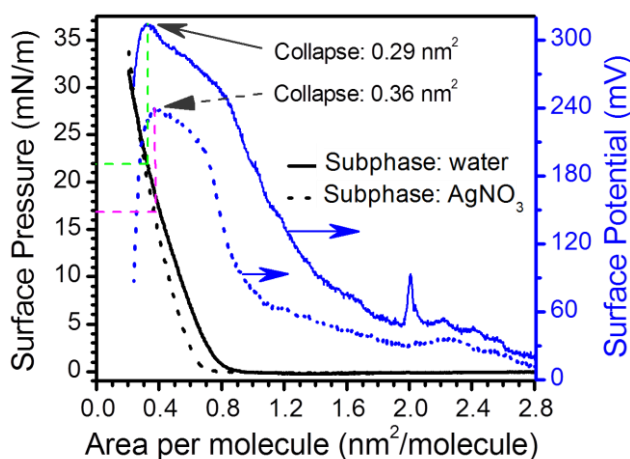 Surface Pressure (mN/m)
35
30
25
20
15
10
5
0
Collapse: 0.29 nm²
Collapse: 0.36 nm²
Subphase: water
Subphase: AgNO₃
300
240
180
120
60
0
Surface Potential (mV)
0.0 0.4 0.8 1.2 1.6 2.0 2.4 2.8
Area per molecule (nm²/molecule)